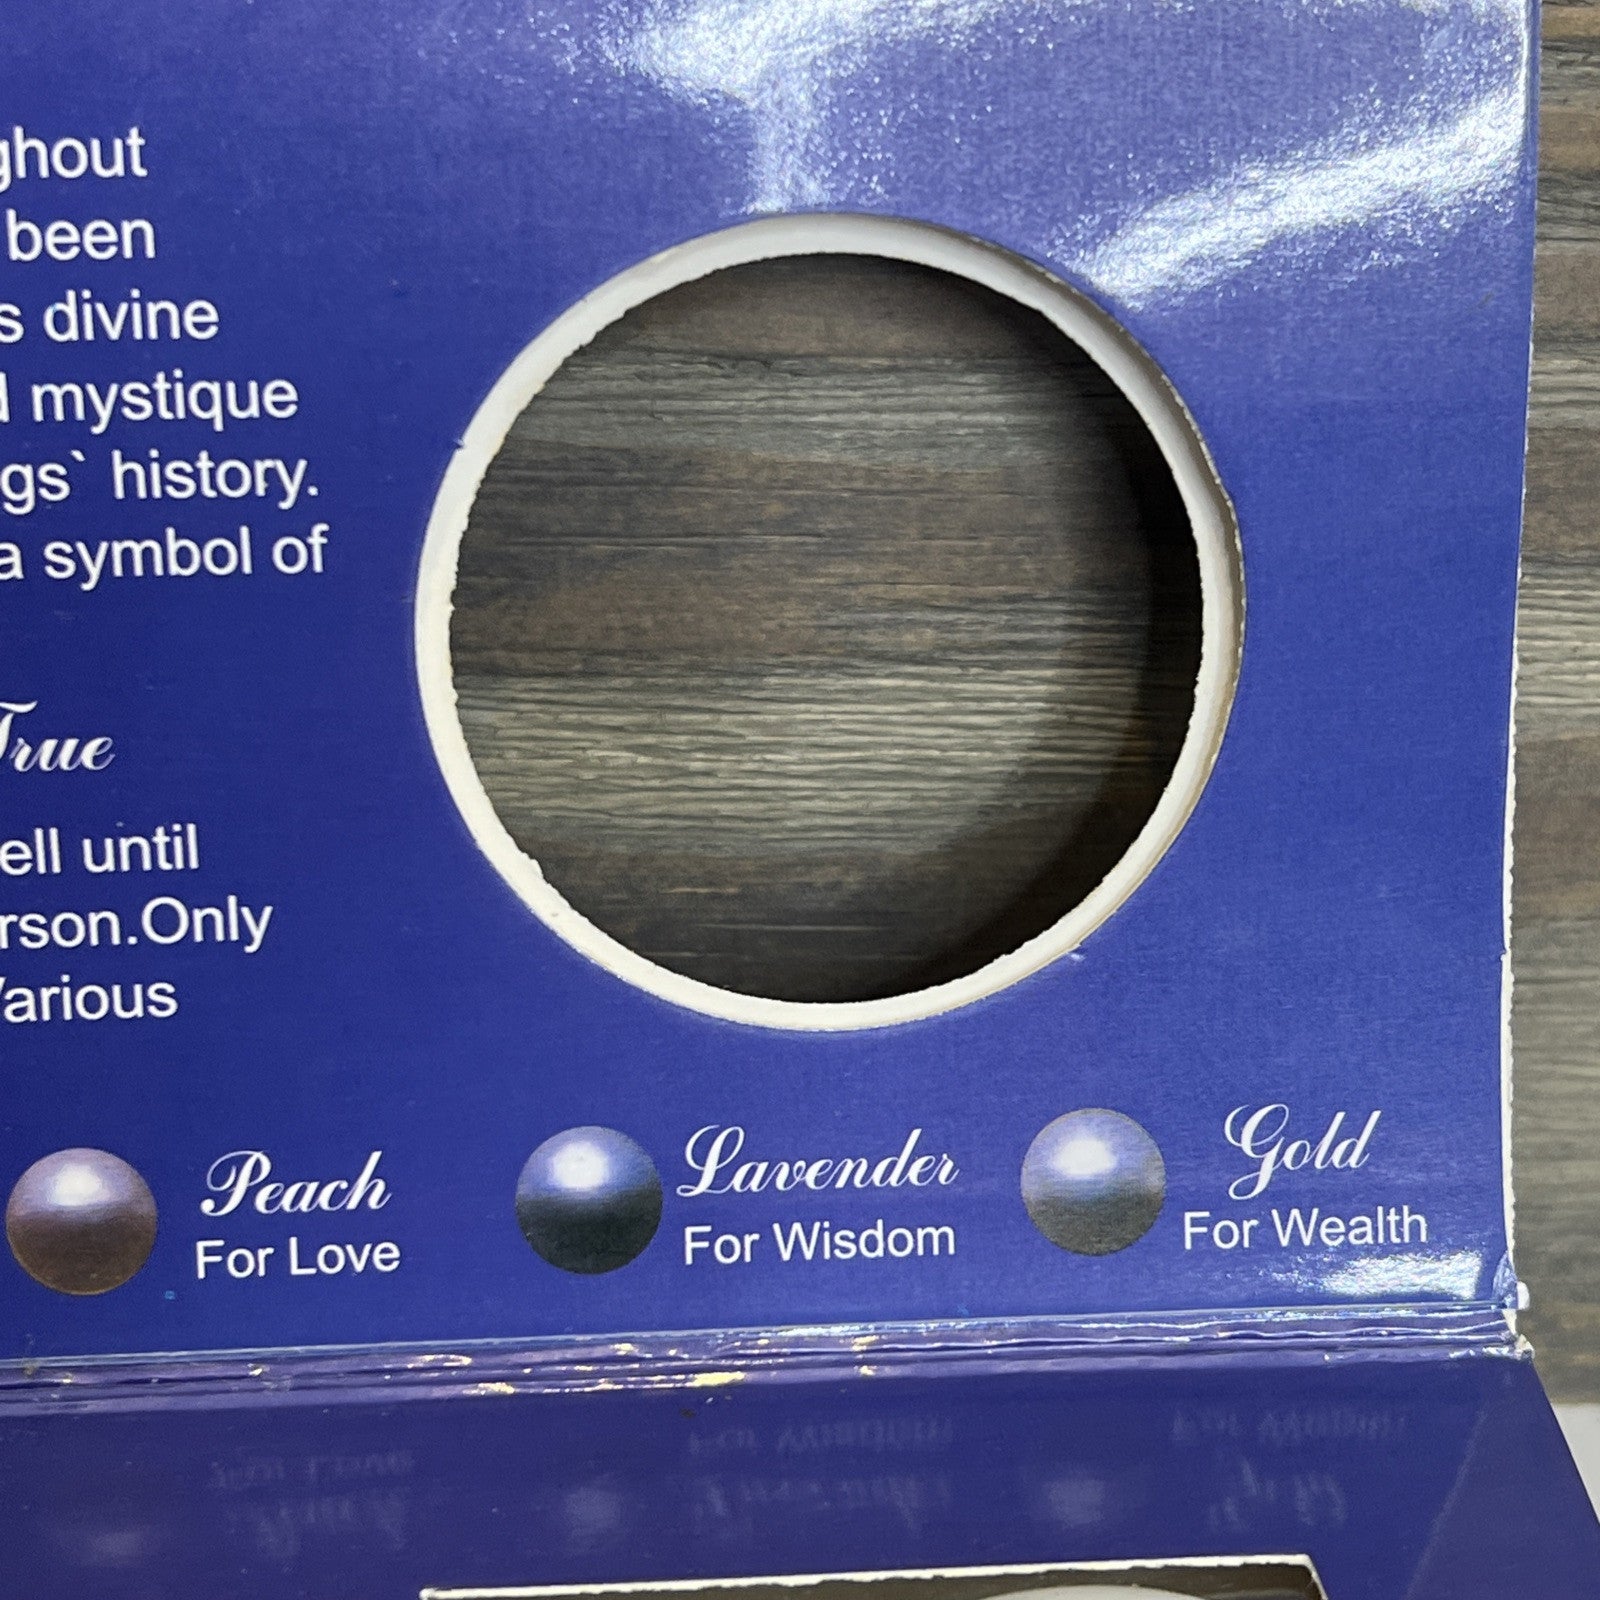 ghout
been
s divine
d mystique
gs` history.
a symbol of
True
ell until
rson.Only
Various
Peach
For Love
Lavender
For Wisdom
Gold
For Wealth